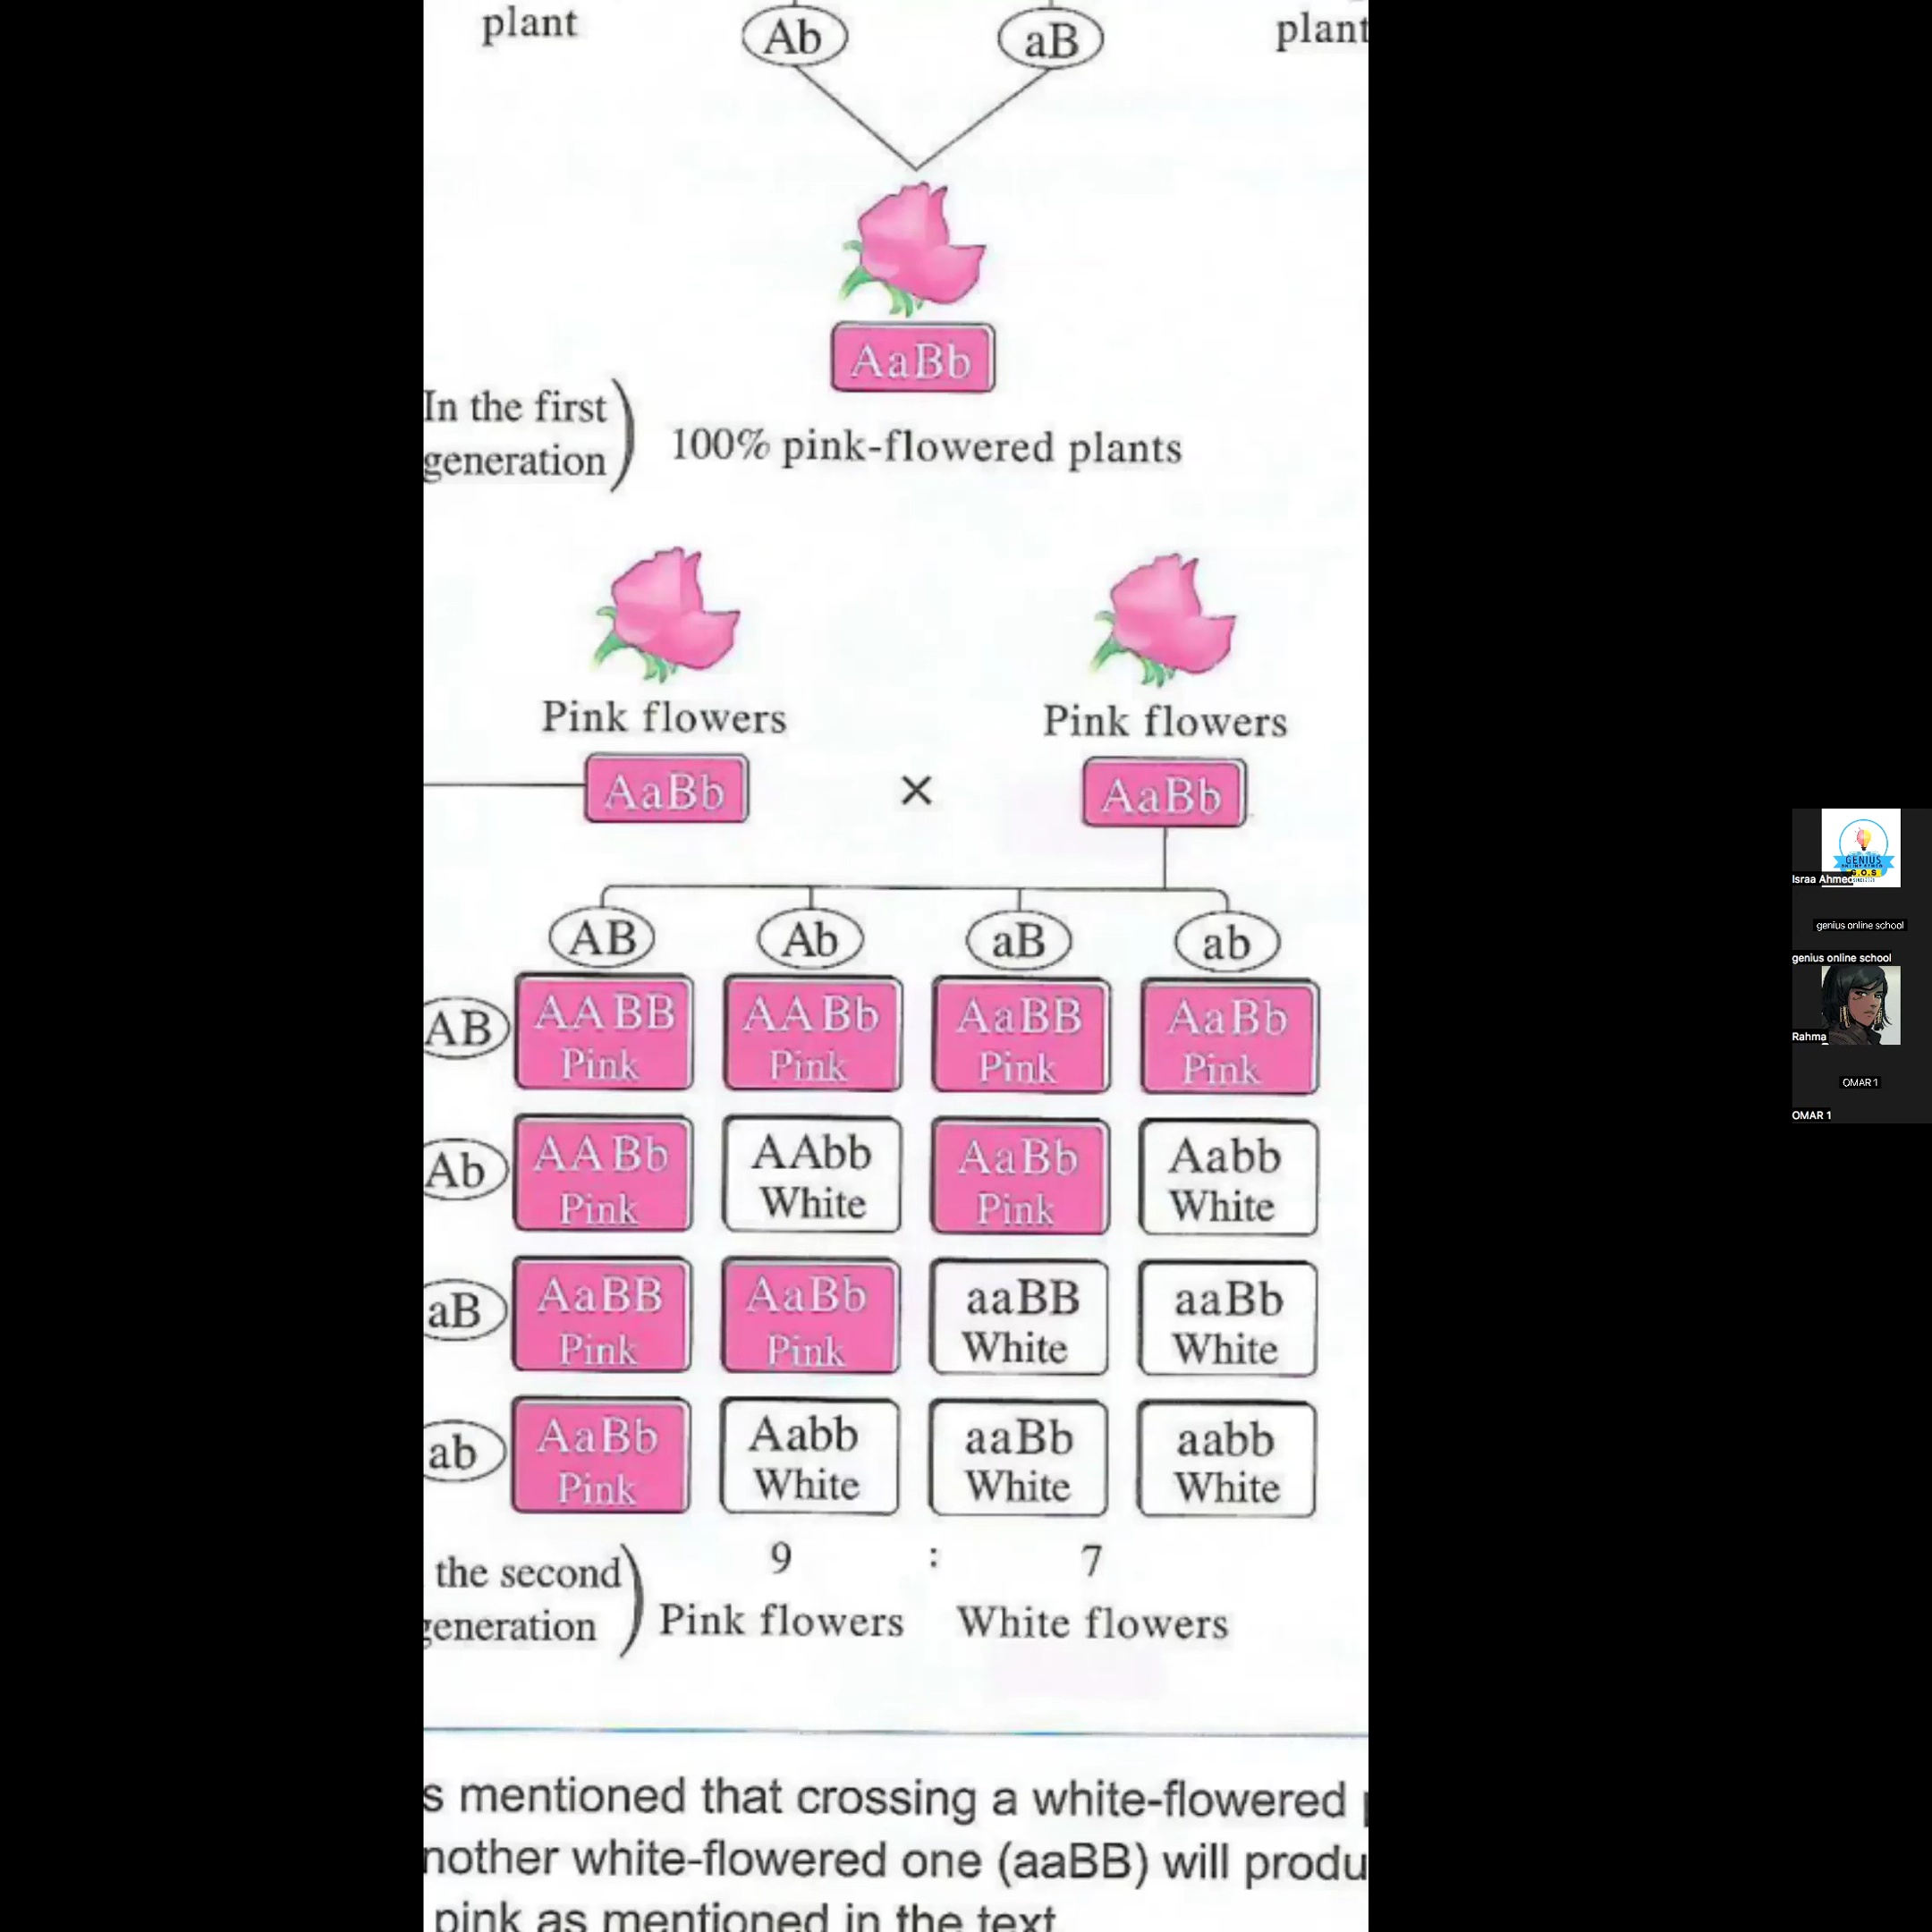 plant Ab aB plant
AaBb
In the first
generation
100% pink-flowered plants
Pink flowers Pink flowers
AaBb × AaBb
AB Ab aB ab
AB AABB AABb AaBB AaBb
Pink Pink Pink Pink
Ab AABb AAbb AaBb Aabb
Pink White Pink White
aB AaBB AaBb aaBB aaBb
Pink Pink White White
ab AaBb Aabb aaBb aabb
Pink White White White
the second
generation
9 : 7
Pink flowers White flowers
s mentioned that crossing a white-flowered
nother white-flowered one (aaBB) will produ
pink as mentioned in the text
GENIUS
G.O.S
Israa Ahmed
genius online school
genius online school
Rahma
OMAR 1
OMAR 1